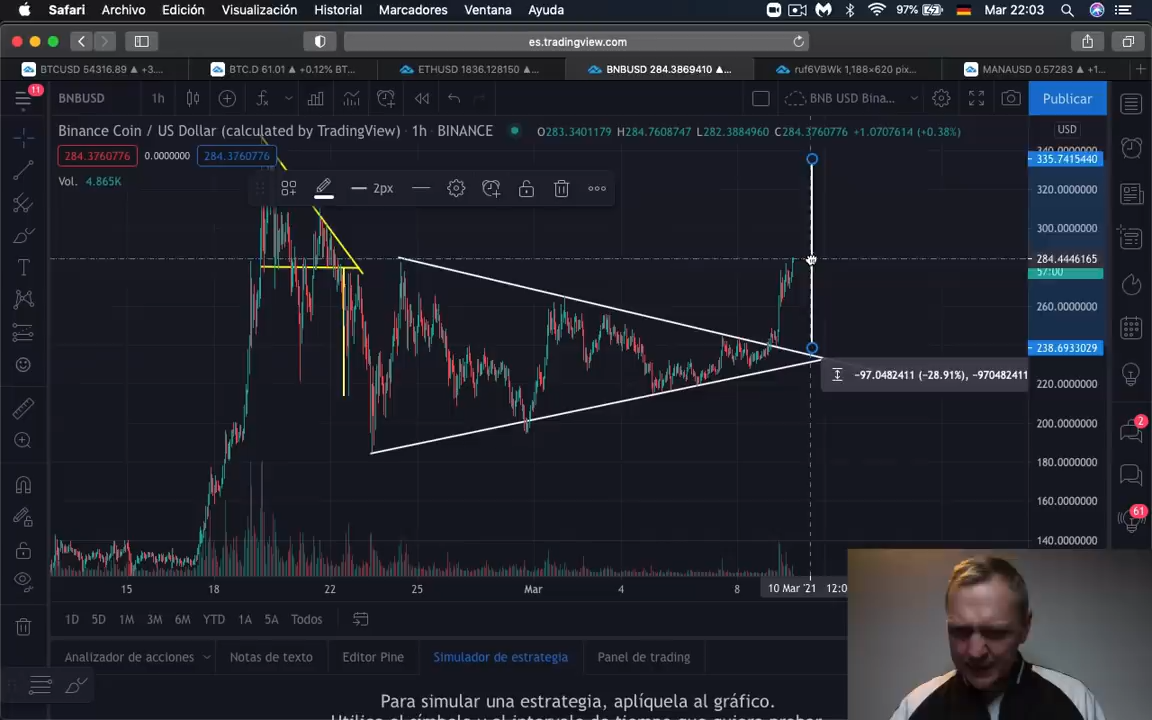 Safari Archivo Edición Visualización Historial Marcadores Ventana Ayuda 97% Mar 22:03
es.tradingview.com
BTCUSD 54316.89 ▲ +3... BTC.D 61.01 ▲ +0.12% BT... ETHUSD 1836.128150 ▲... BNBUSD 284.3869410 ▲... ruf6VBWk 1,188×620 pix... MANAUSD 0.57283 ▲ +1...
11 BNBUSD 1h BNB USD Bina... Publicar
Binance Coin / US Dollar (calculated by TradingView) · 1h · BINANCE O283.3401179 H284.7608747 L282.3884960 C284.3760776 +1.0707614 (+0.38%) USD
284.3760776 0.0000000 284.3760776
Vol. 4.865K
2px
335.7415440
320.0000000
300.0000000
284.4446165
57:00
260.0000000
238.6933029
−97.0482411 (−28.91%), −970482411
220.0000000
200.0000000
180.0000000
160.0000000
140.0000000
2
61
15 18 22 25 Mar 4 8 10 Mar '21 12:0
1D 5D 1M 3M 6M YTD 1A 5A Todos
Analizador de acciones Notas de texto Editor Pine Simulador de estrategia Panel de trading
Para simular una estrategia, aplíquela al gráfico.